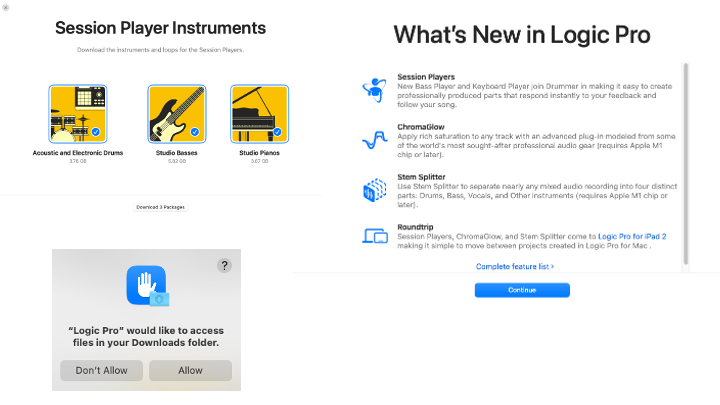 Session Player Instruments
Download the instruments and loops for the Session Players.
Acoustic and Electronic Drums
3.76 GB
Studio Basses
5.82 GB
Studio Pianos
3.67 GB
Download 3 Packages
?
“Logic Pro” would like to access
files in your Downloads folder.
Don't Allow
Allow
What's New in Logic Pro
Session Players
New Bass Player and Keyboard Player join Drummer in making it easy to create
professionally produced parts that respond instantly to your feedback and
follow your song.
ChromaGlow
Apply rich saturation to any track with an advanced plug-in modeled from some
of the world's most sought-after professional audio gear (requires Apple M1
chip or later).
Stem Splitter
Use Stem Splitter to separate nearly any mixed audio recording into four distinct
parts: Drums, Bass, Vocals, and Other Instruments (requires Apple M1 chip or
later).
Roundtrip
Session Players, ChromaGlow, and Stem Splitter come to Logic Pro for iPad 2
making it simple to move between projects created in Logic Pro for Mac .
Complete feature list >
Continue